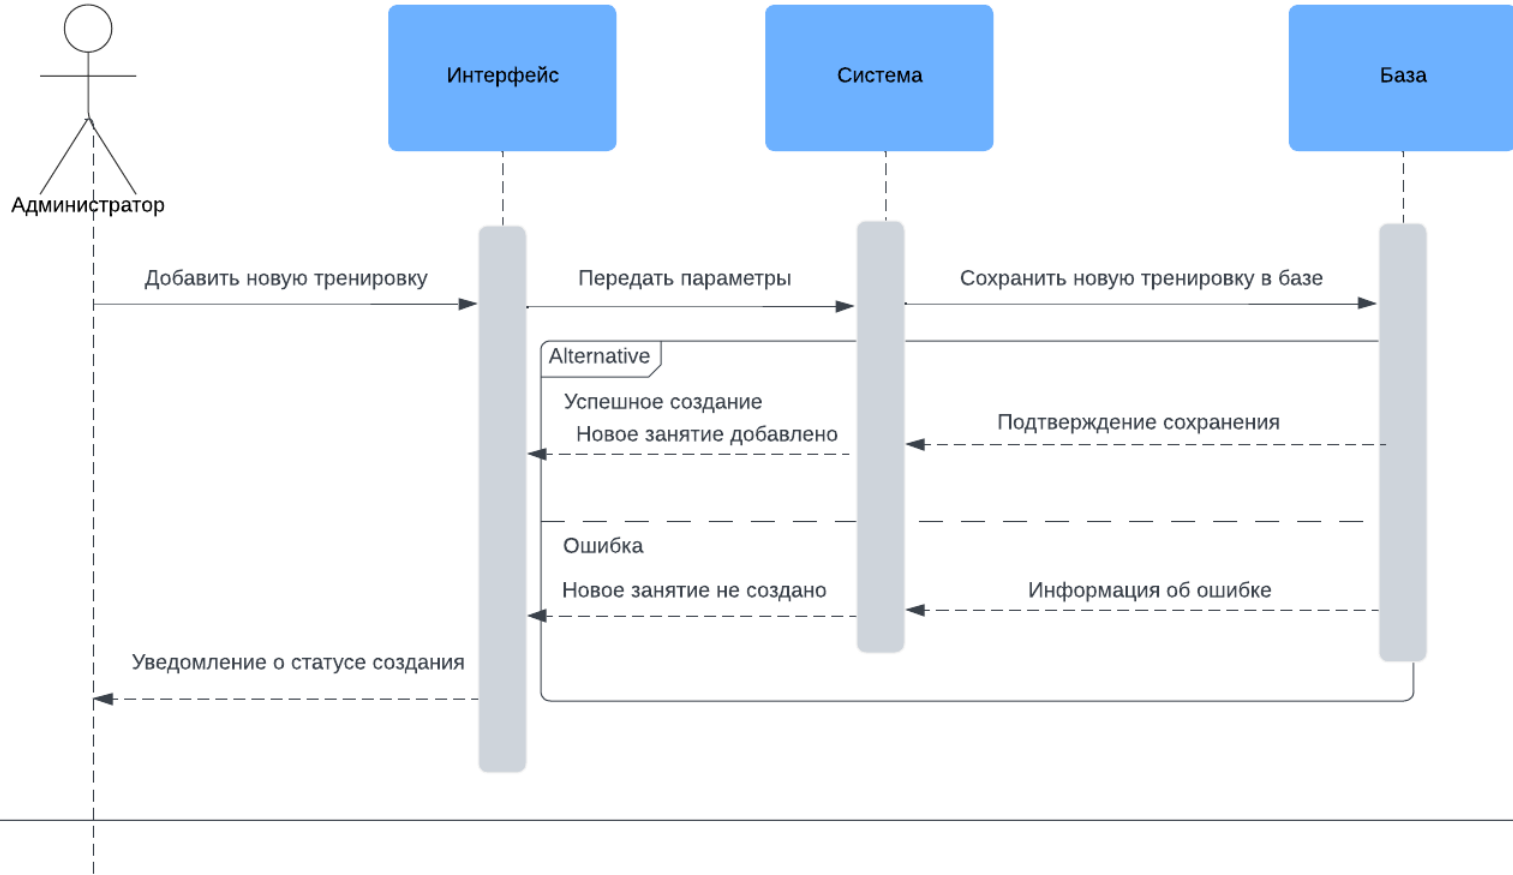 Интерфейс
Система
База
Администратор
Добавить новую тренировку
Передать параметры
Сохранить новую тренировку в базе
Alternative
Успешное создание
Новое занятие добавлено
Подтверждение сохранения
Ошибка
Новое занятие не создано
Информация об ошибке
Уведомление о статусе создания